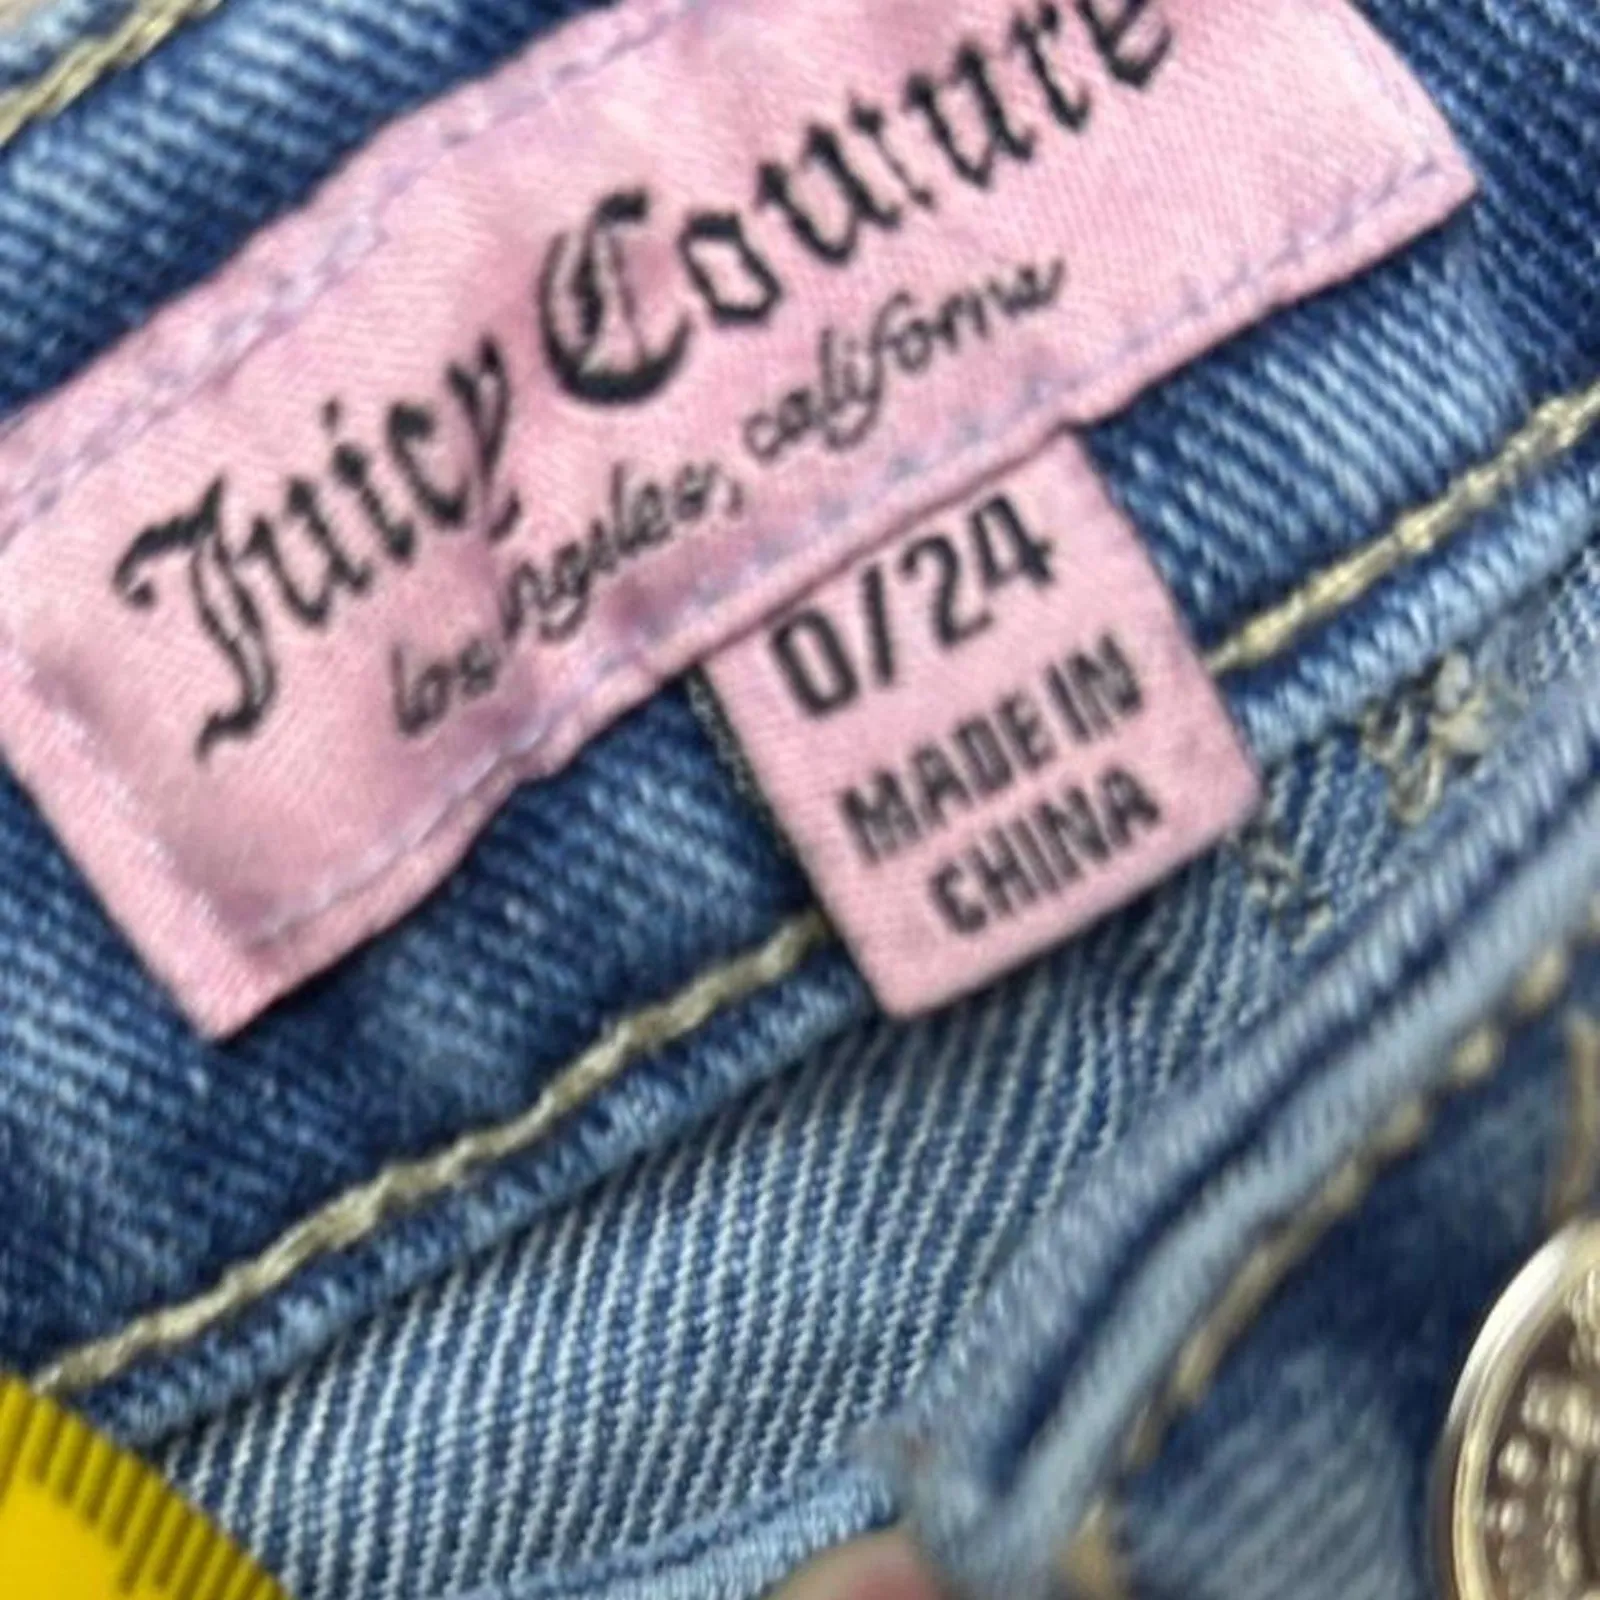 Juicy Couture
los angeles, california
0/24
MADE IN
CHINA